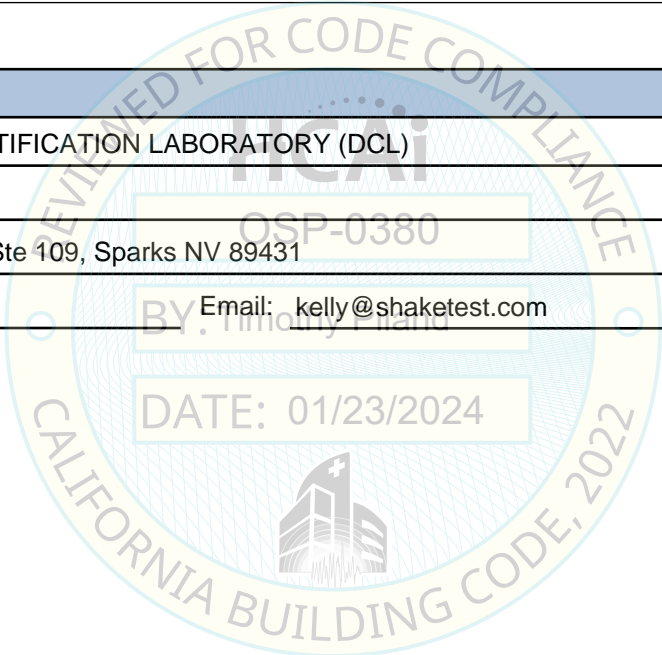 REVIEWED FOR CODE COMPLIANCE
HCAi
TIFICATION LABORATORY (DCL)
OSP-0380
Ste 109, Sparks NV 89431
Email: kelly@shaketest.com
BY: Timothy Piland
DATE: 01/23/2024
CALIFORNIA BUILDING CODE, 2022